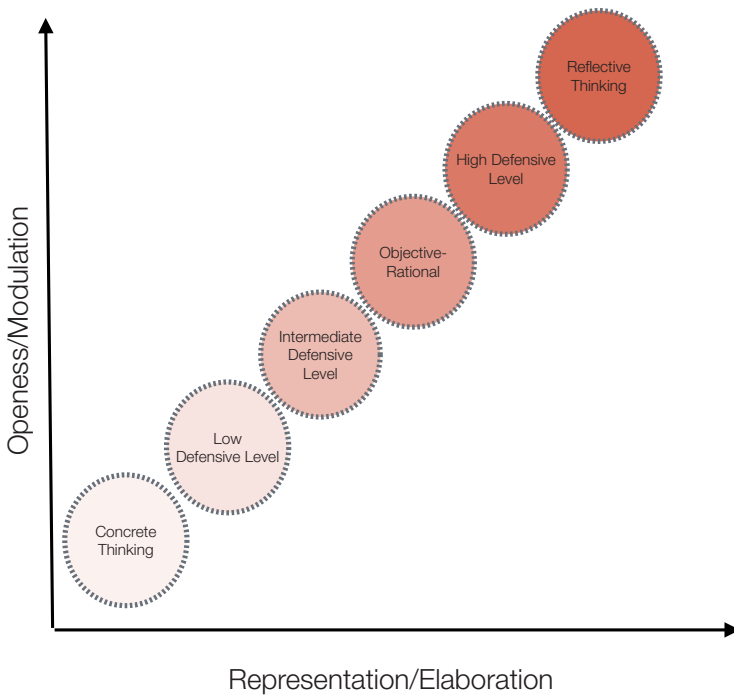 Reflective
Thinking
High Defensive
Level
Objective-
Rational
Intermediate
Defensive
Level
Low
Defensive Level
Concrete
Thinking
Openess/Modulation
Representation/Elaboration